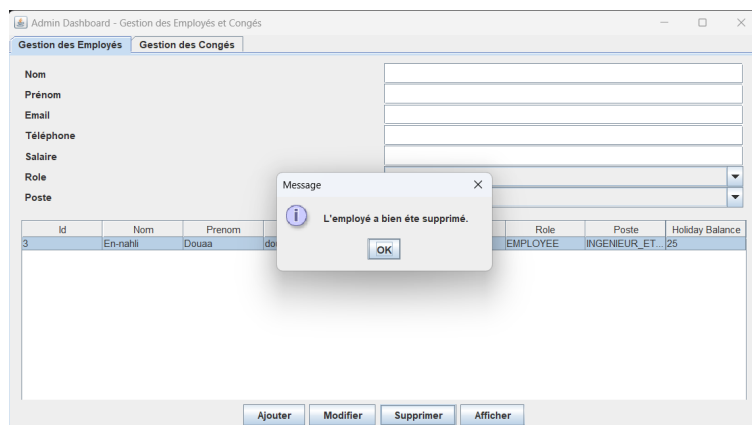 Admin Dashboard - Gestion des Employés et Congés
Gestion des Employés Gestion des Congés
Nom
Prénom
Email
Téléphone
Salaire
Role
Poste
Message
L'employé a bien éte supprimé.
OK
Id Nom Prenom Role Poste Holiday Balance
3 En-nahli Douaa EMPLOYEE INGENIEUR_ET... 25
Ajouter Modifier Supprimer Afficher